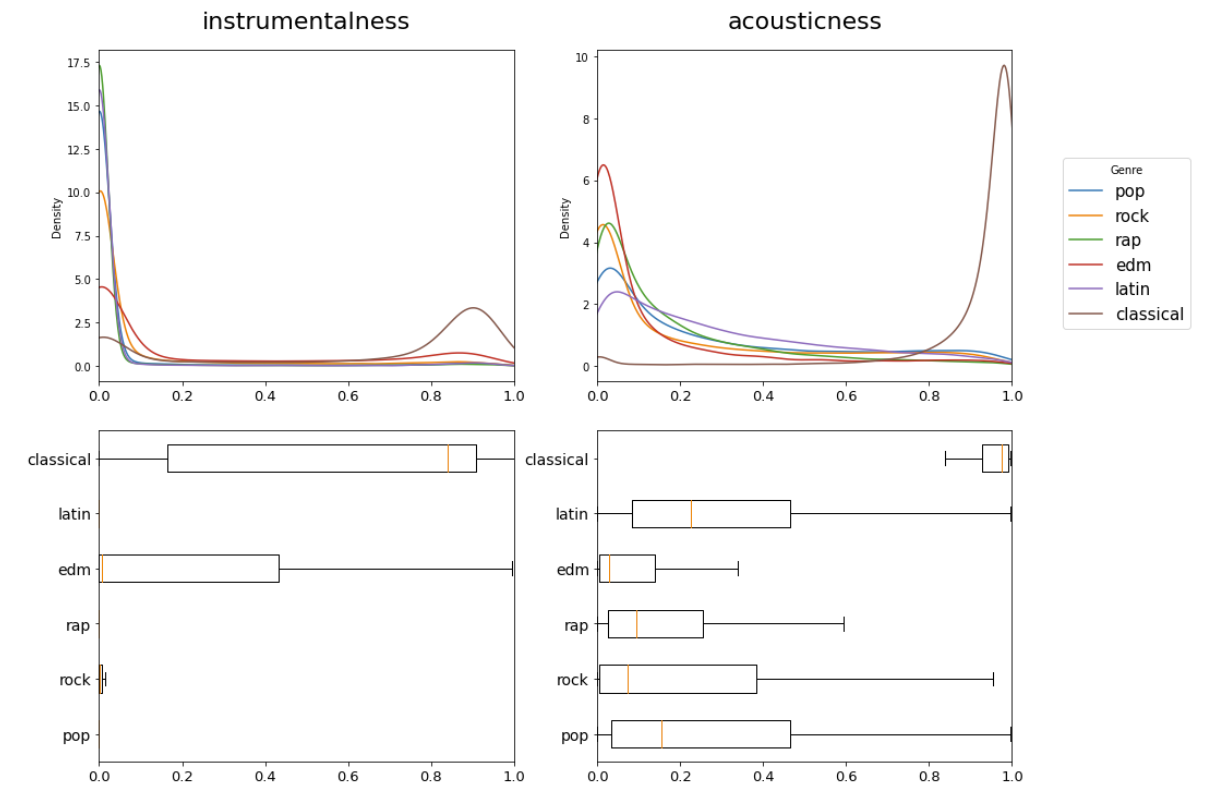 instrumentalness
acousticness
17.5
15.0
12.5
10.0
7.5
5.0
2.5
0.0
Density
0.0 0.2 0.4 0.6 0.8 1.0
10
8
6
4
2
0
Density
0.0 0.2 0.4 0.6 0.8 1.0
Genre
pop
rock
rap
edm
latin
classical
classical
latin
edm
rap
rock
pop
0.0 0.2 0.4 0.6 0.8 1.0
classical
latin
edm
rap
rock
pop
0.0 0.2 0.4 0.6 0.8 1.0